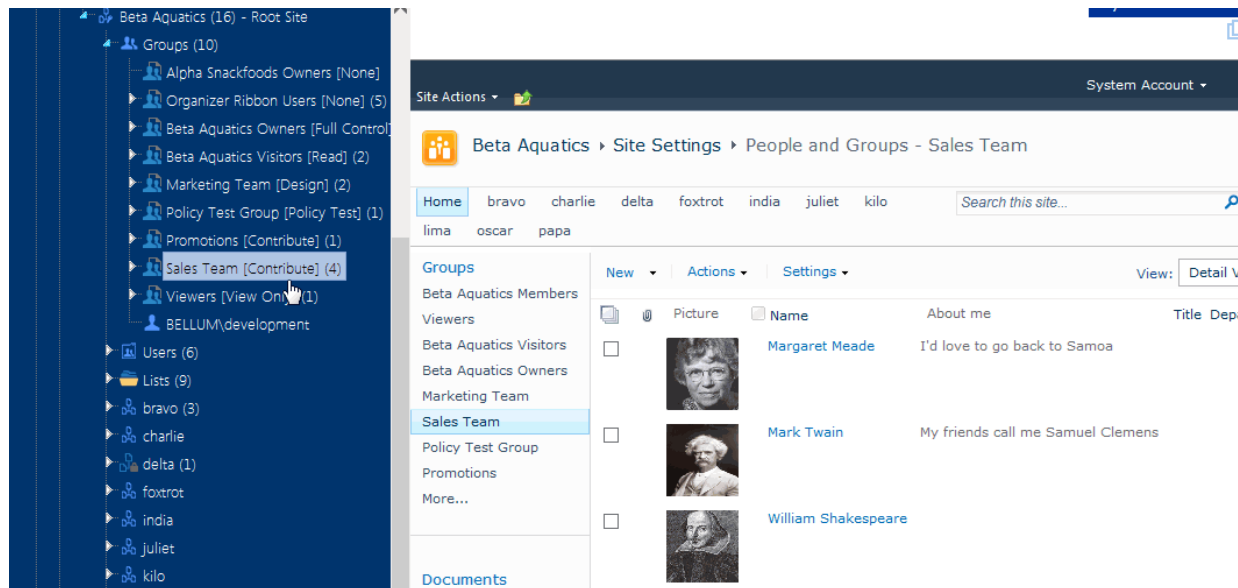 Beta Aquatics (16) - Root Site
Groups (10)
Alpha Snackfoods Owners [None]
Organizer Ribbon Users [None] (5)
Beta Aquatics Owners [Full Control]
Beta Aquatics Visitors [Read] (2)
Marketing Team [Design] (2)
Policy Test Group [Policy Test] (1)
Promotions [Contribute] (1)
Sales Team [Contribute] (4)
Viewers [View Only] (1)
BELLUM\development
Users (6)
Lists (9)
bravo (3)
charlie
delta (1)
foxtrot
india
juliet
kilo
Site Actions
System Account
Beta Aquatics Site Settings People and Groups - Sales Team
Home bravo charlie delta foxtrot india juliet kilo
Search this site...
lima oscar papa
Groups
Beta Aquatics Members
Viewers
Beta Aquatics Visitors
Beta Aquatics Owners
Marketing Team
Sales Team
Policy Test Group
Promotions
More...
Documents
New Actions Settings View: Detail V
Picture Name About me Title Depa
Margaret Meade I'd love to go back to Samoa
Mark Twain My friends call me Samuel Clemens
William Shakespeare